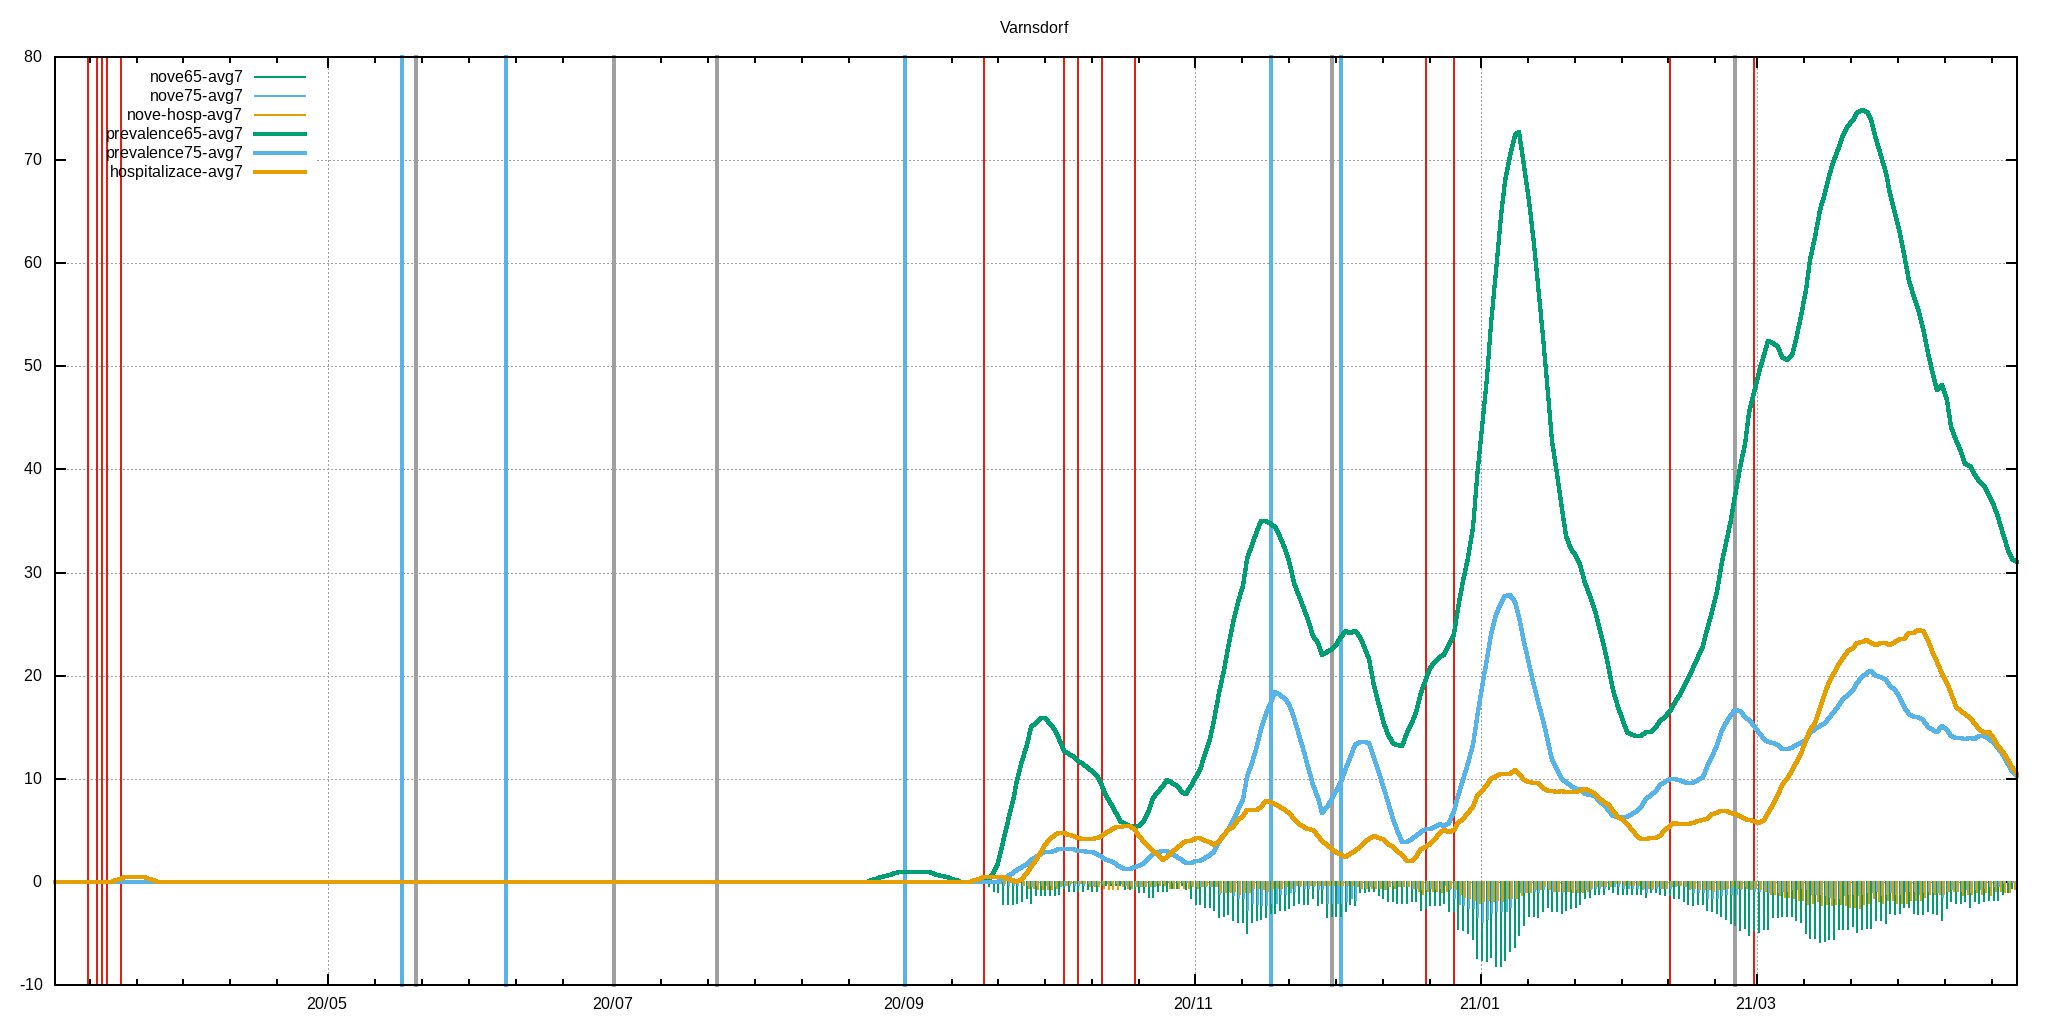 Varnsdorf
80
70
60
50
40
30
20
10
0
-10
nove65-avg7
nove75-avg7
nove-hosp-avg7
prevalence65-avg7
prevalence75-avg7
hospitalizace-avg7
20/05 20/07 20/09 20/11 21/01 21/03